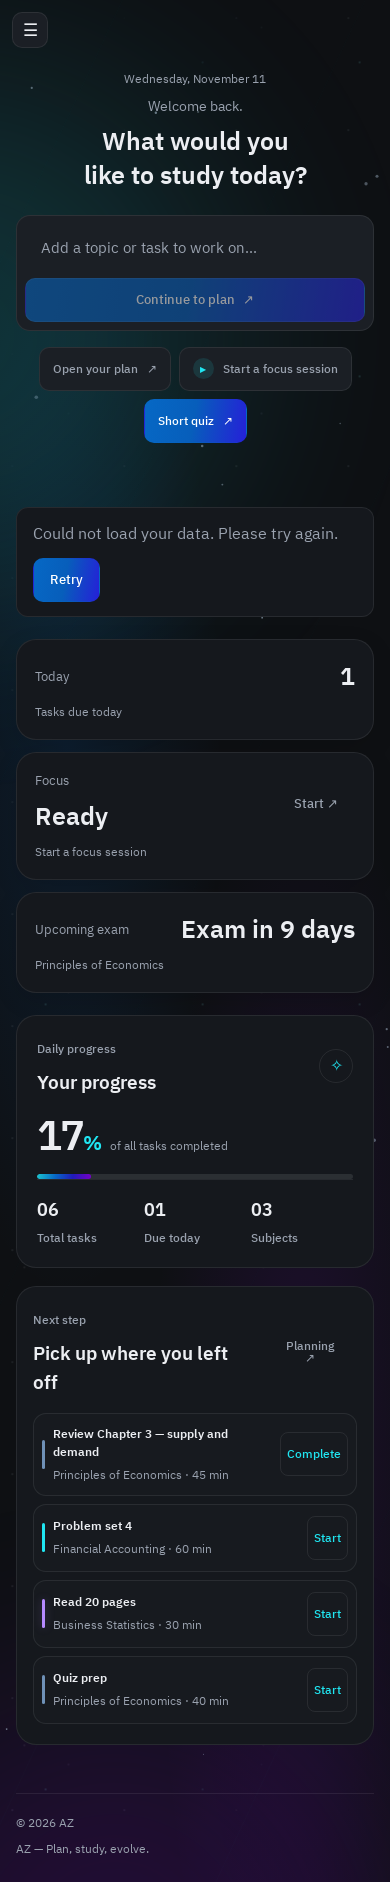 ☰
Wednesday, November 11
Welcome back.
What would you
like to study today?
Add a topic or task to work on...
Continue to plan ↗
Open your plan ↗
▶ Start a focus session
Short quiz ↗
Could not load your data. Please try again.
Retry
Today
1
Tasks due today
Focus
Ready
Start ↗
Start a focus session
Upcoming exam
Exam in 9 days
Principles of Economics
Daily progress
Your progress
✧
17% of all tasks completed
06
01
03
Total tasks
Due today
Subjects
Next step
Pick up where you left
off
Planning
↗
Review Chapter 3 — supply and
demand
Principles of Economics · 45 min
Complete
Problem set 4
Financial Accounting · 60 min
Start
Read 20 pages
Business Statistics · 30 min
Start
Quiz prep
Principles of Economics · 40 min
Start
© 2026 AZ
AZ — Plan, study, evolve.